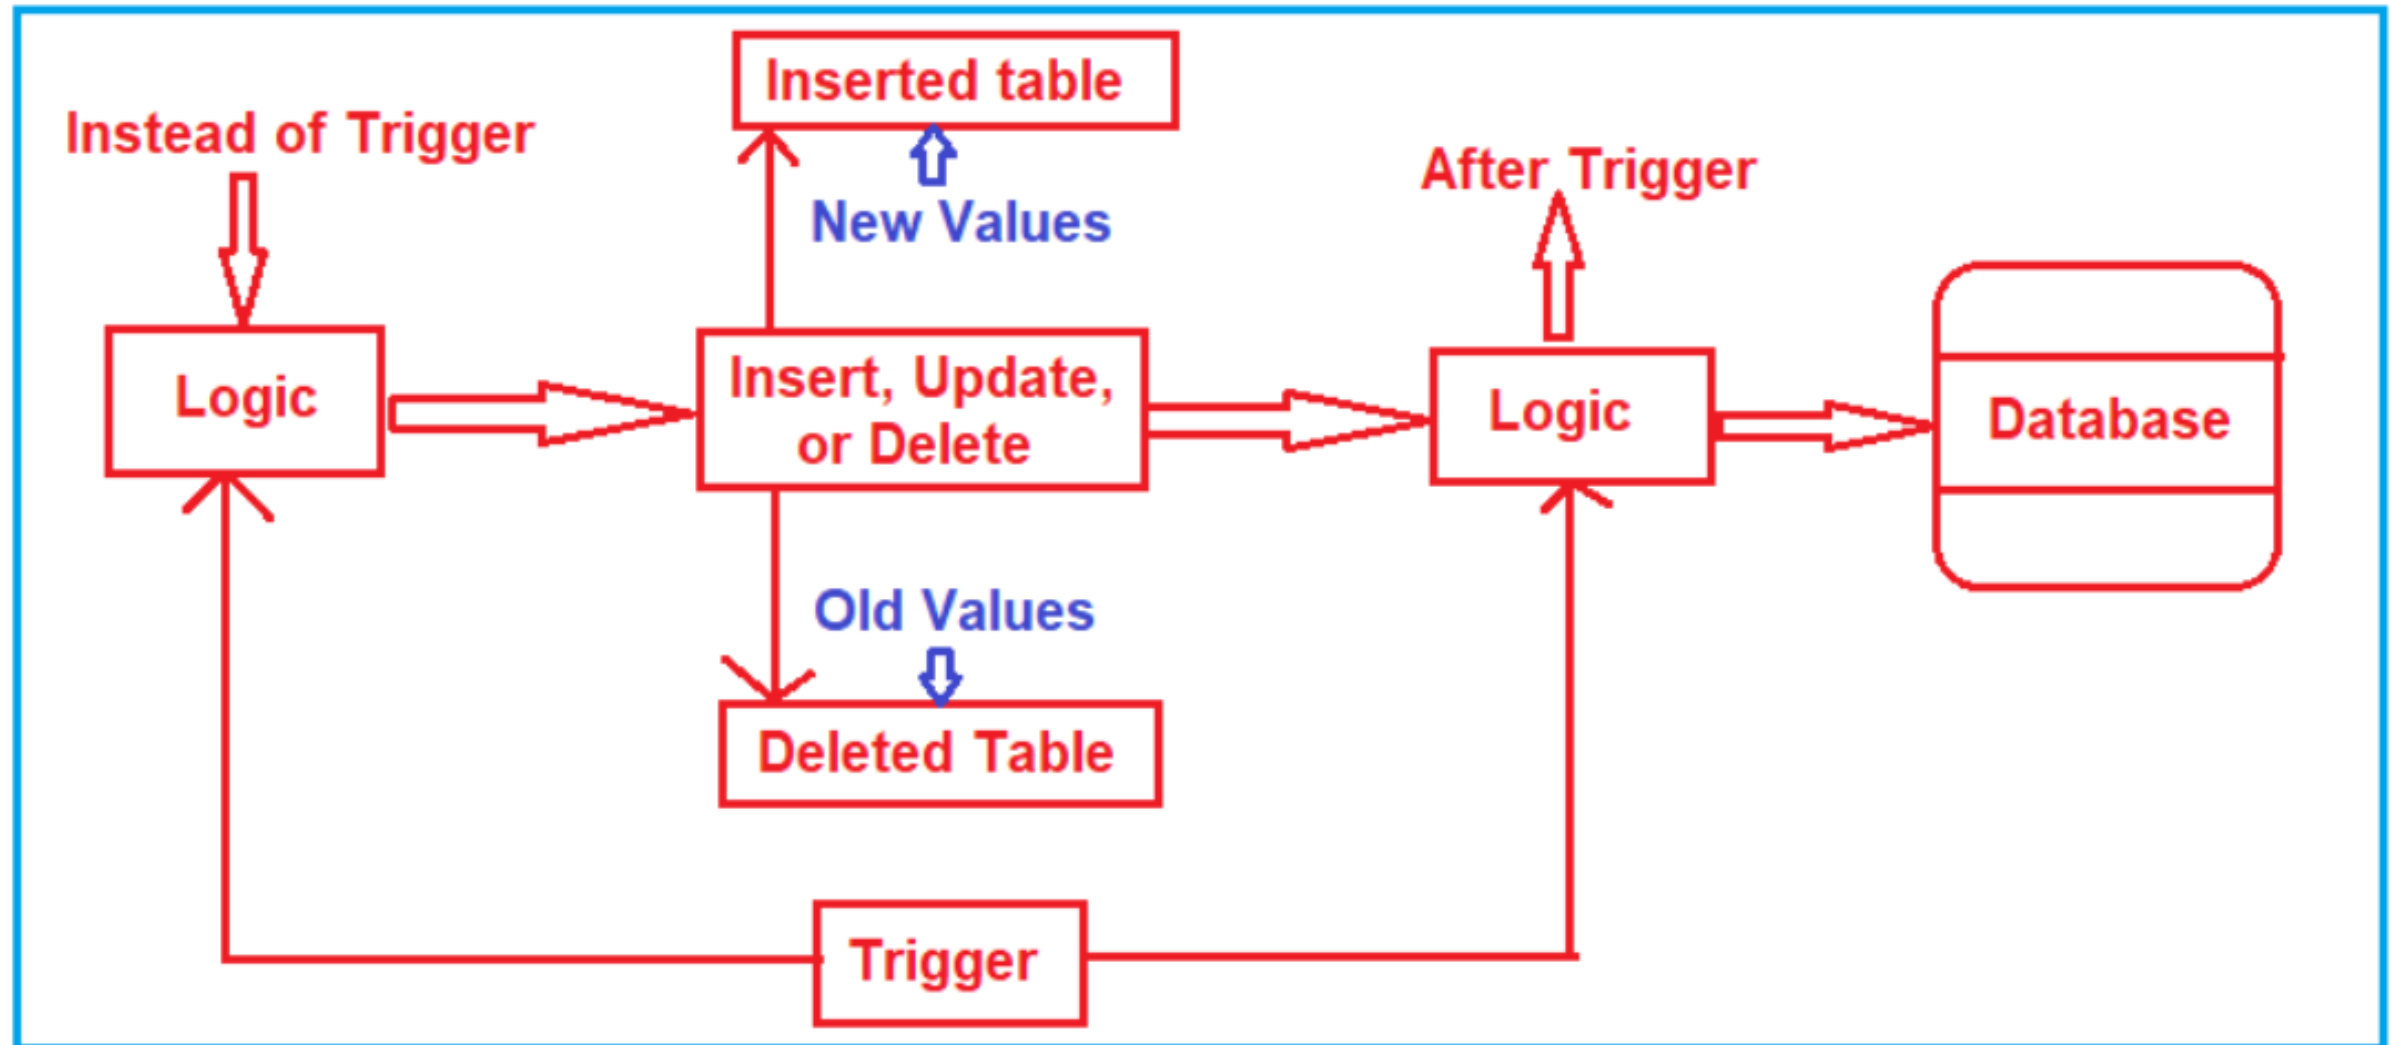 Inserted table
Instead of Trigger
After Trigger
New Values
Logic
Insert, Update,
or Delete
Logic
Database
Old Values
Deleted Table
Trigger